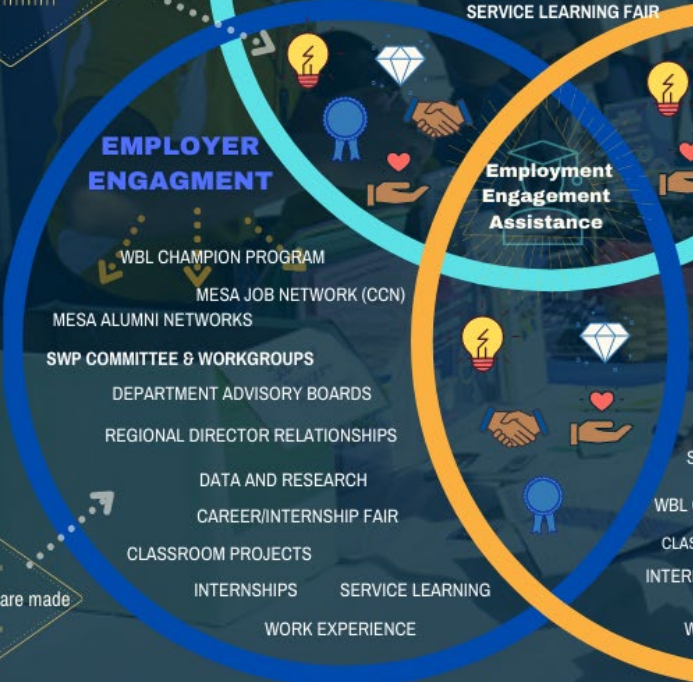 SERVICE LEARNING FAIR
EMPLOYER
ENGAGMENT
Employment
Engagement
Assistance
WBL CHAMPION PROGRAM
MESA JOB NETWORK (CCN)
MESA ALUMNI NETWORKS
SWP COMMITTEE & WORKGROUPS
DEPARTMENT ADVISORY BOARDS
REGIONAL DIRECTOR RELATIONSHIPS
DATA AND RESEARCH
CAREER/INTERNSHIP FAIR
WBL
CLASSROOM PROJECTS
INTERNSHIPS
SERVICE LEARNING
are made
WORK EXPERIENCE